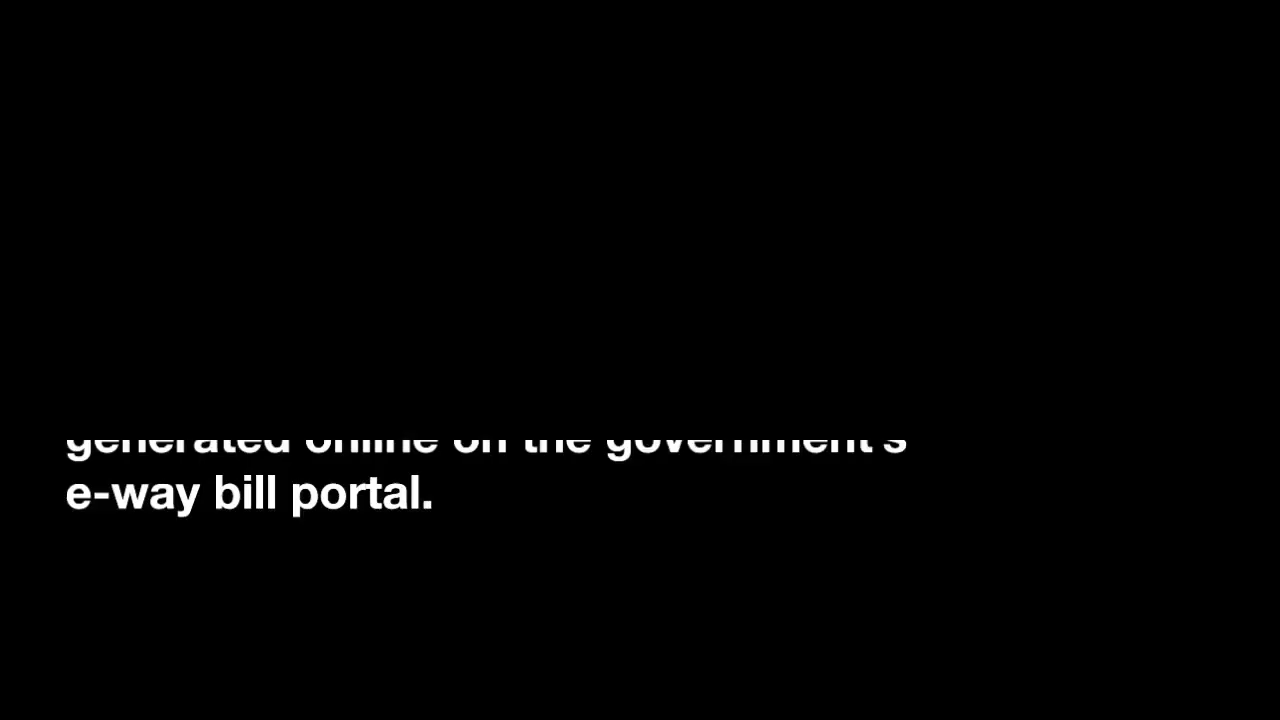 generated online on the government's
e-way bill portal.